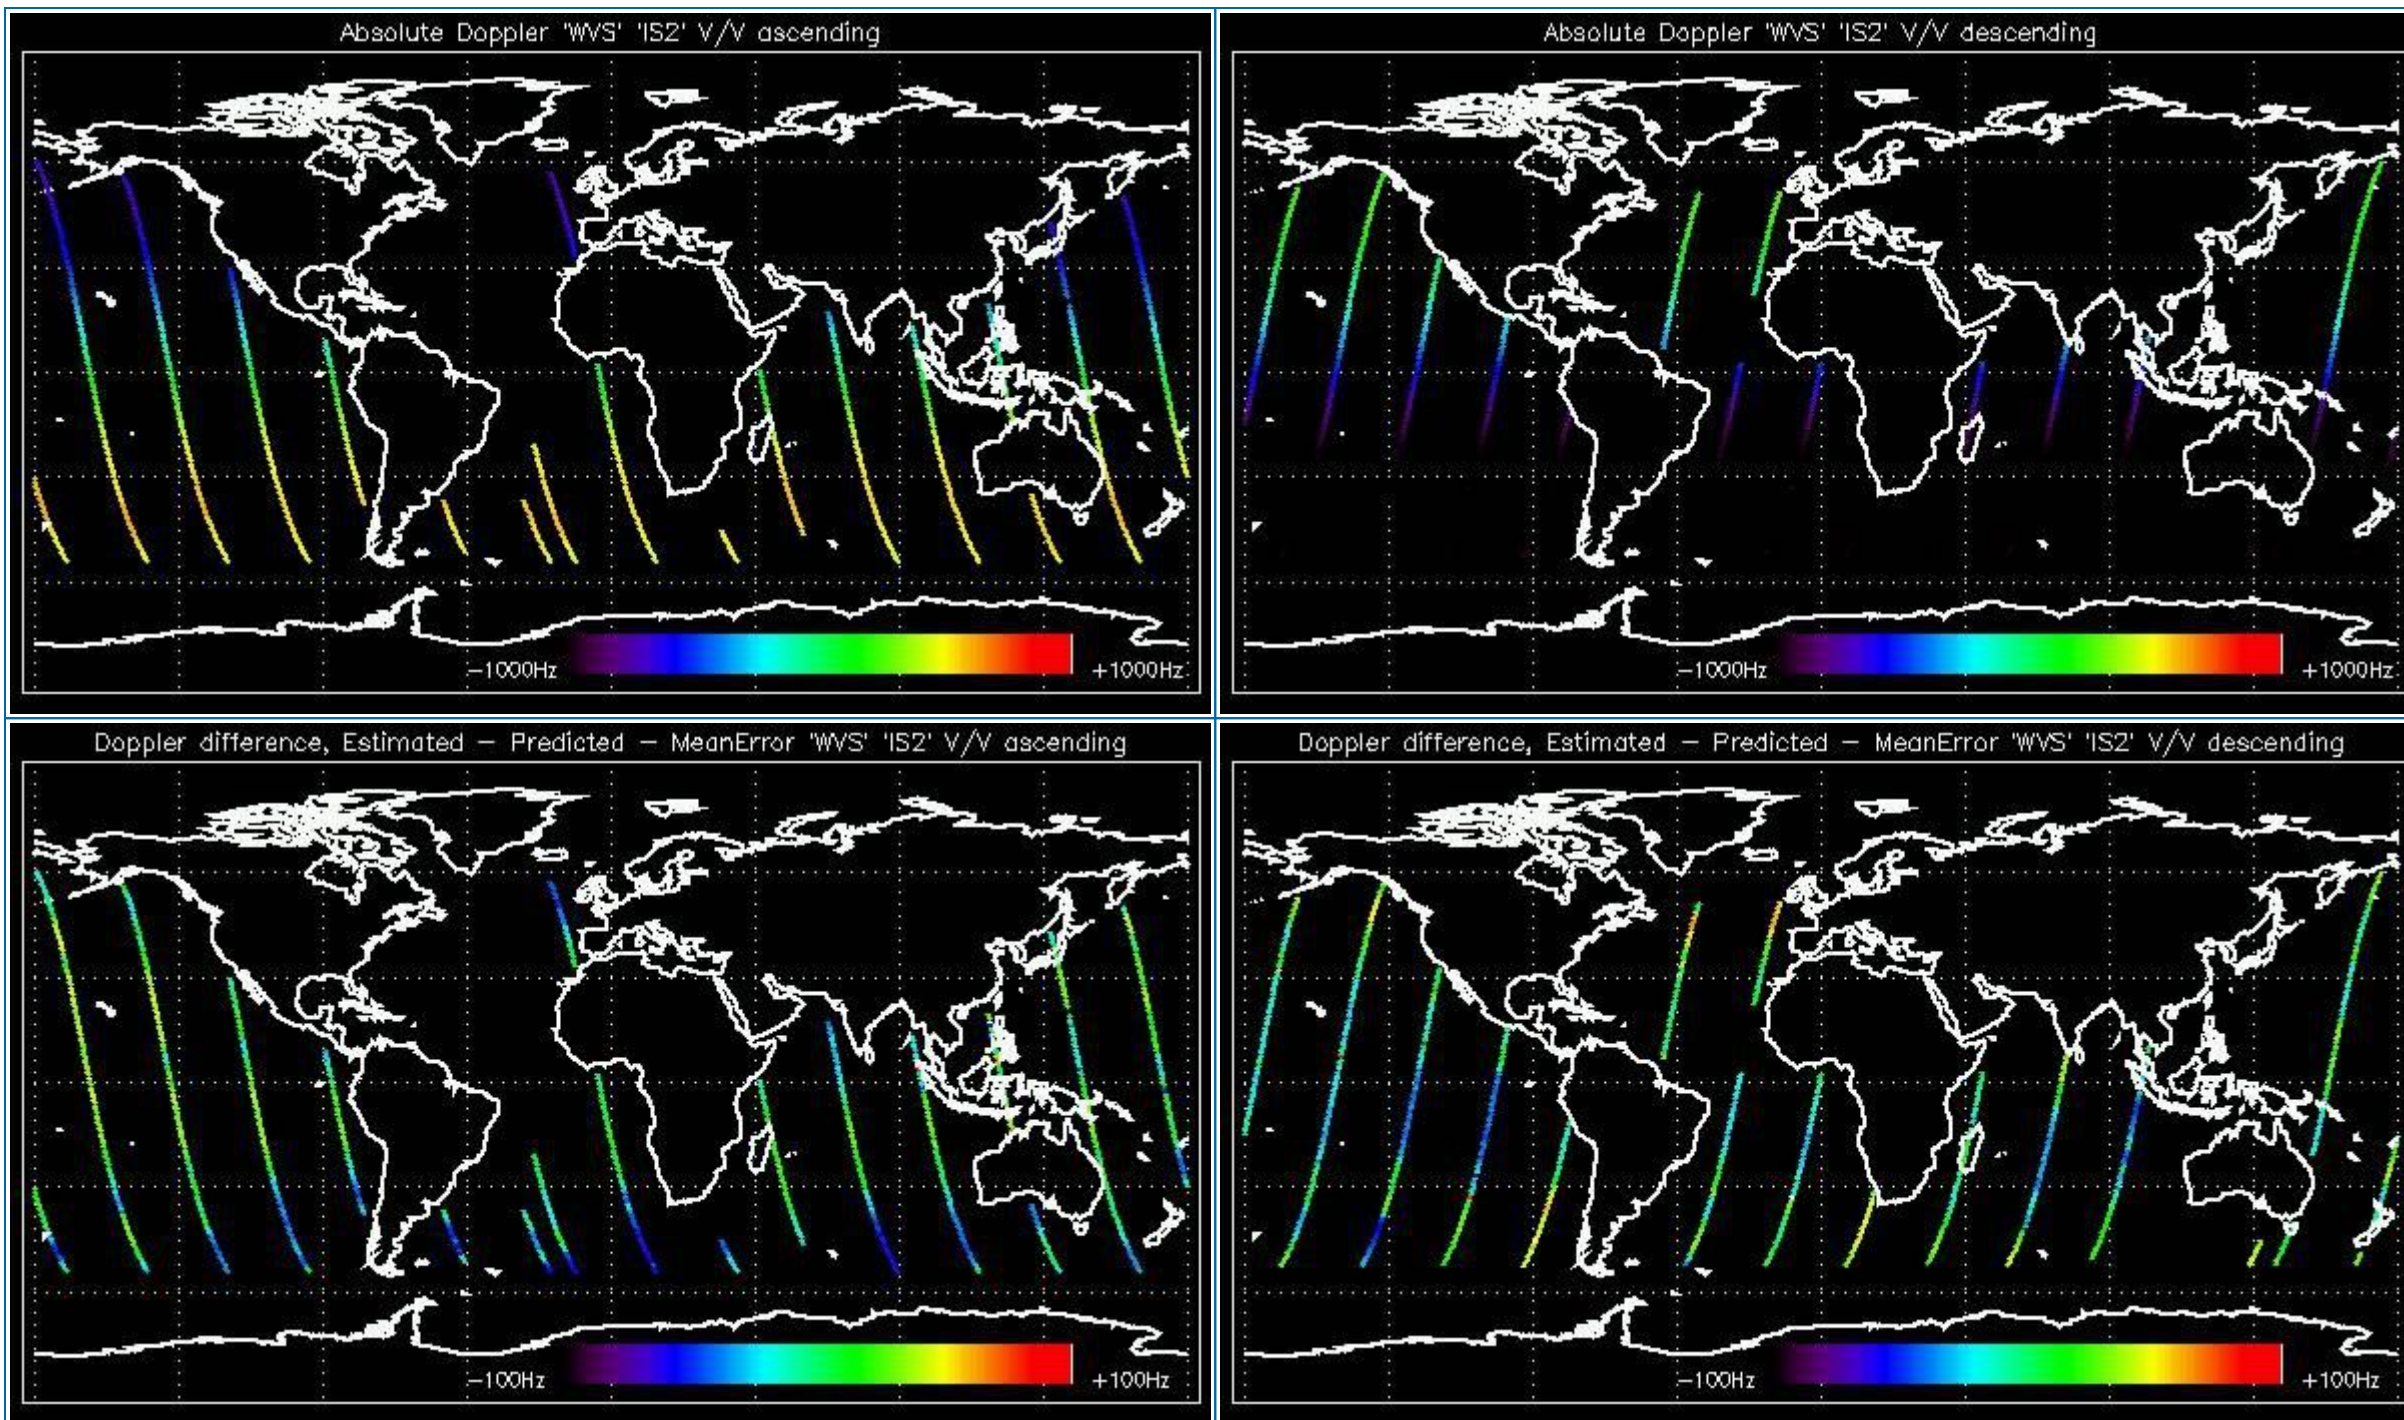 Absolute Doppler 'WVS' 'IS2' V/V ascending
−1000Hz
+1000Hz
Absolute Doppler 'WVS' 'IS2' V/V descending
−1000Hz
+1000Hz
Doppler difference, Estimated − Predicted − MeanError 'WVS' 'IS2' V/V ascending
−100Hz
+100Hz
Doppler difference, Estimated − Predicted − MeanError 'WVS' 'IS2' V/V descending
−100Hz
+100Hz